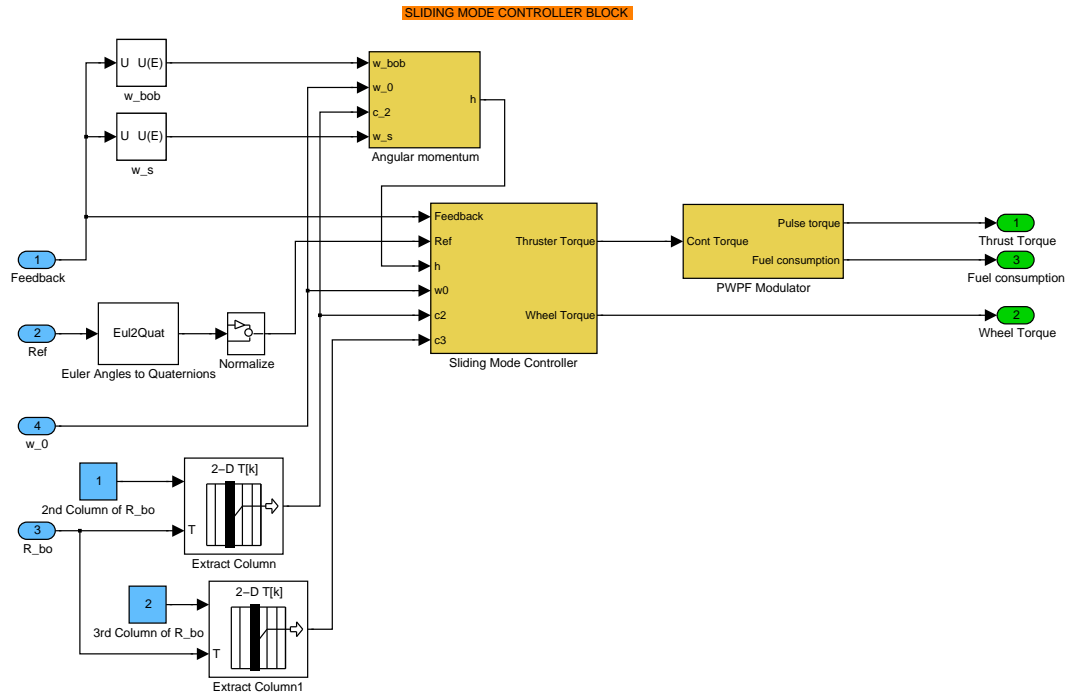 SLIDING MODE CONTROLLER BLOCK
U U(E)
w_bob
U U(E)
w_s
w_bob
w_0
c_2
w_s
h
Angular momentum
1
Feedback
2
Ref
Eul2Quat
Euler Angles to Quaternions
Normalize
Feedback
Ref
h
w0
c2
c3
Thruster Torque
Wheel Torque
Sliding Mode Controller
Cont Torque
Pulse torque
Fuel consumption
PWPF Modulator
1
Thrust Torque
3
Fuel consumption
2
Wheel Torque
4
w_0
1
2nd Column of R_bo
3
R_bo
2−D T[k]
T
Extract Column
2
3rd Column of R_bo
2−D T[k]
T
Extract Column1